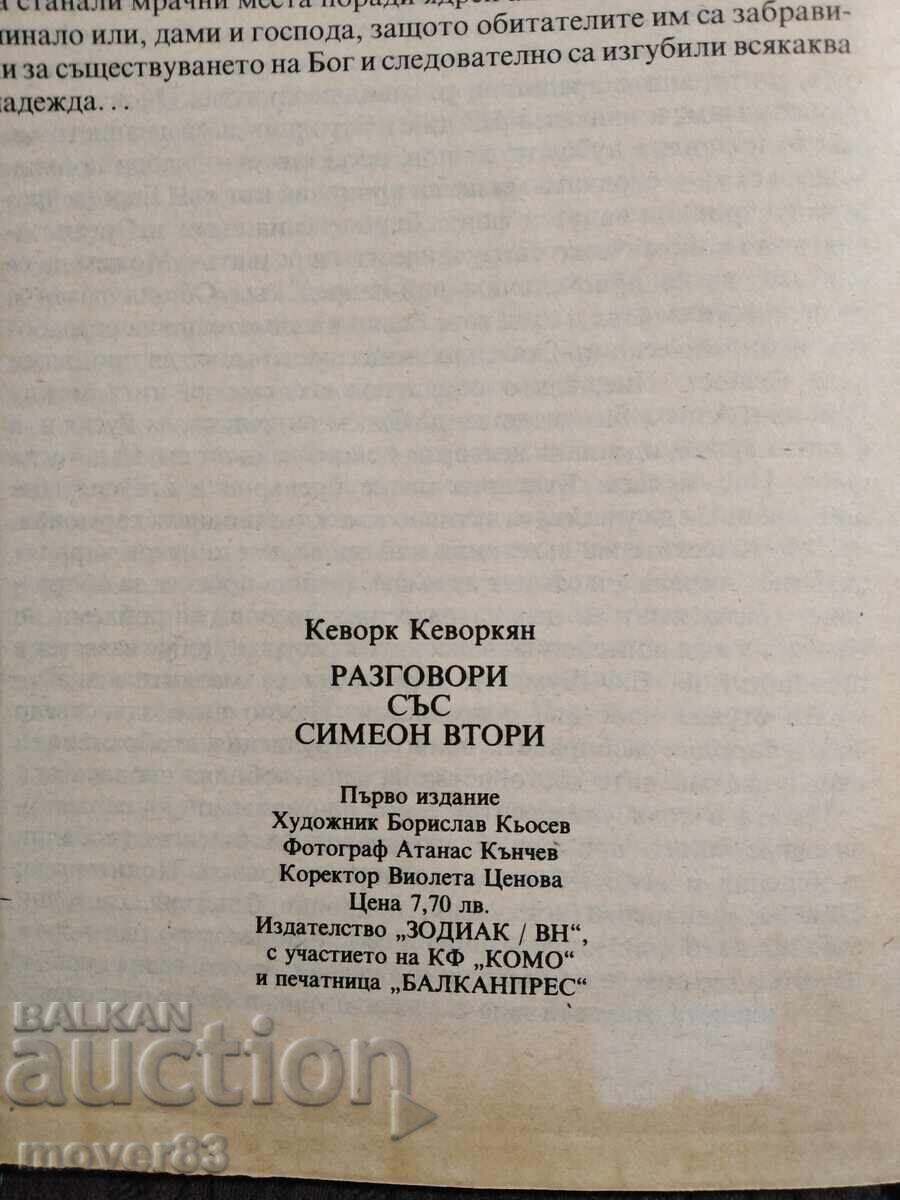 станали мрачни места поради
или, дами и господа, защото обитателите им са забрави-
и за съществуването на Бог и следователно са изгубили всякаква
надежда...
Кеворк Кеворкян
РАЗГОВОРИ
СЪС
СИМЕОН ВТОРИ
Първо издание
Художник Борислав Кьосев
Фотограф Атанас Кънчев
Коректор Виолета Ценова
Цена 7,70 лв.
Издателство „ЗОДИАК / ВН“,
с участието на КФ „КОМО“
и печатница „БАЛКАНПРЕС“
BALKAN
auction
mover83